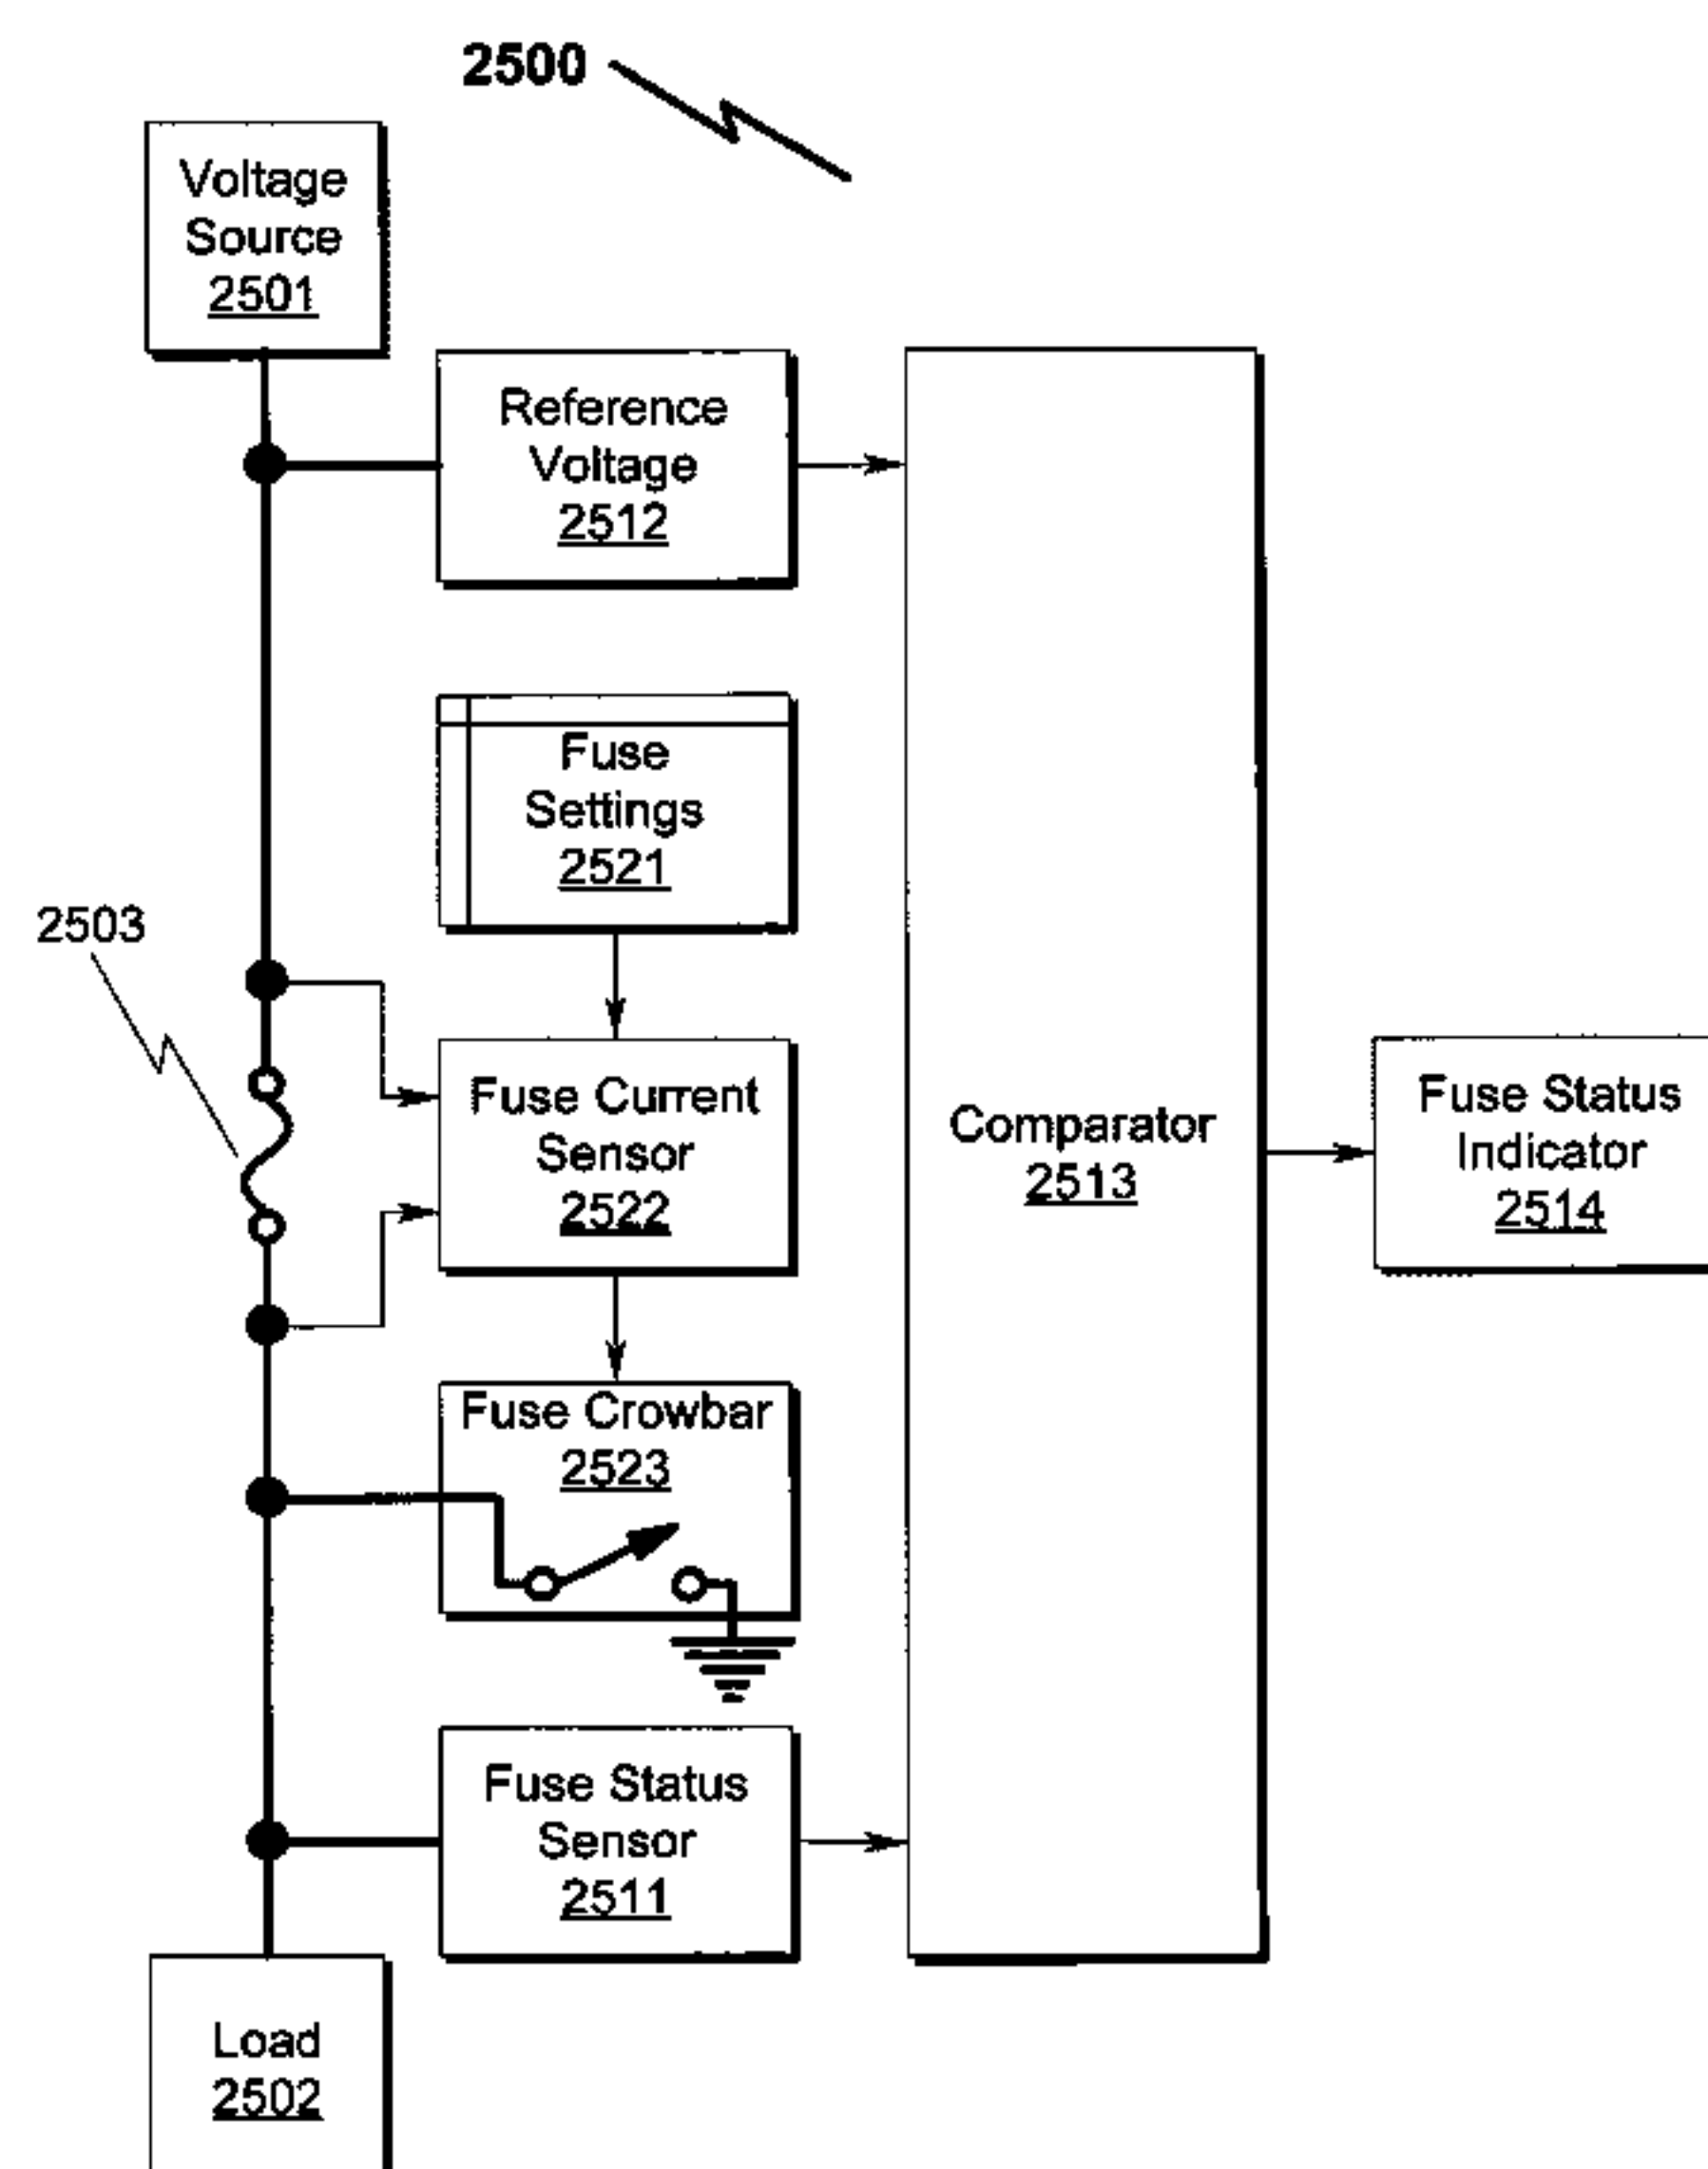 2500
Voltage
Source
2501
Reference
Voltage
2512
Fuse
Settings
2521
2503
Fuse Current
Sensor
2522
Comparator
2513
Fuse Status
Indicator
2514
Fuse Crowbar
2523
Fuse Status
Sensor
2511
Load
2502